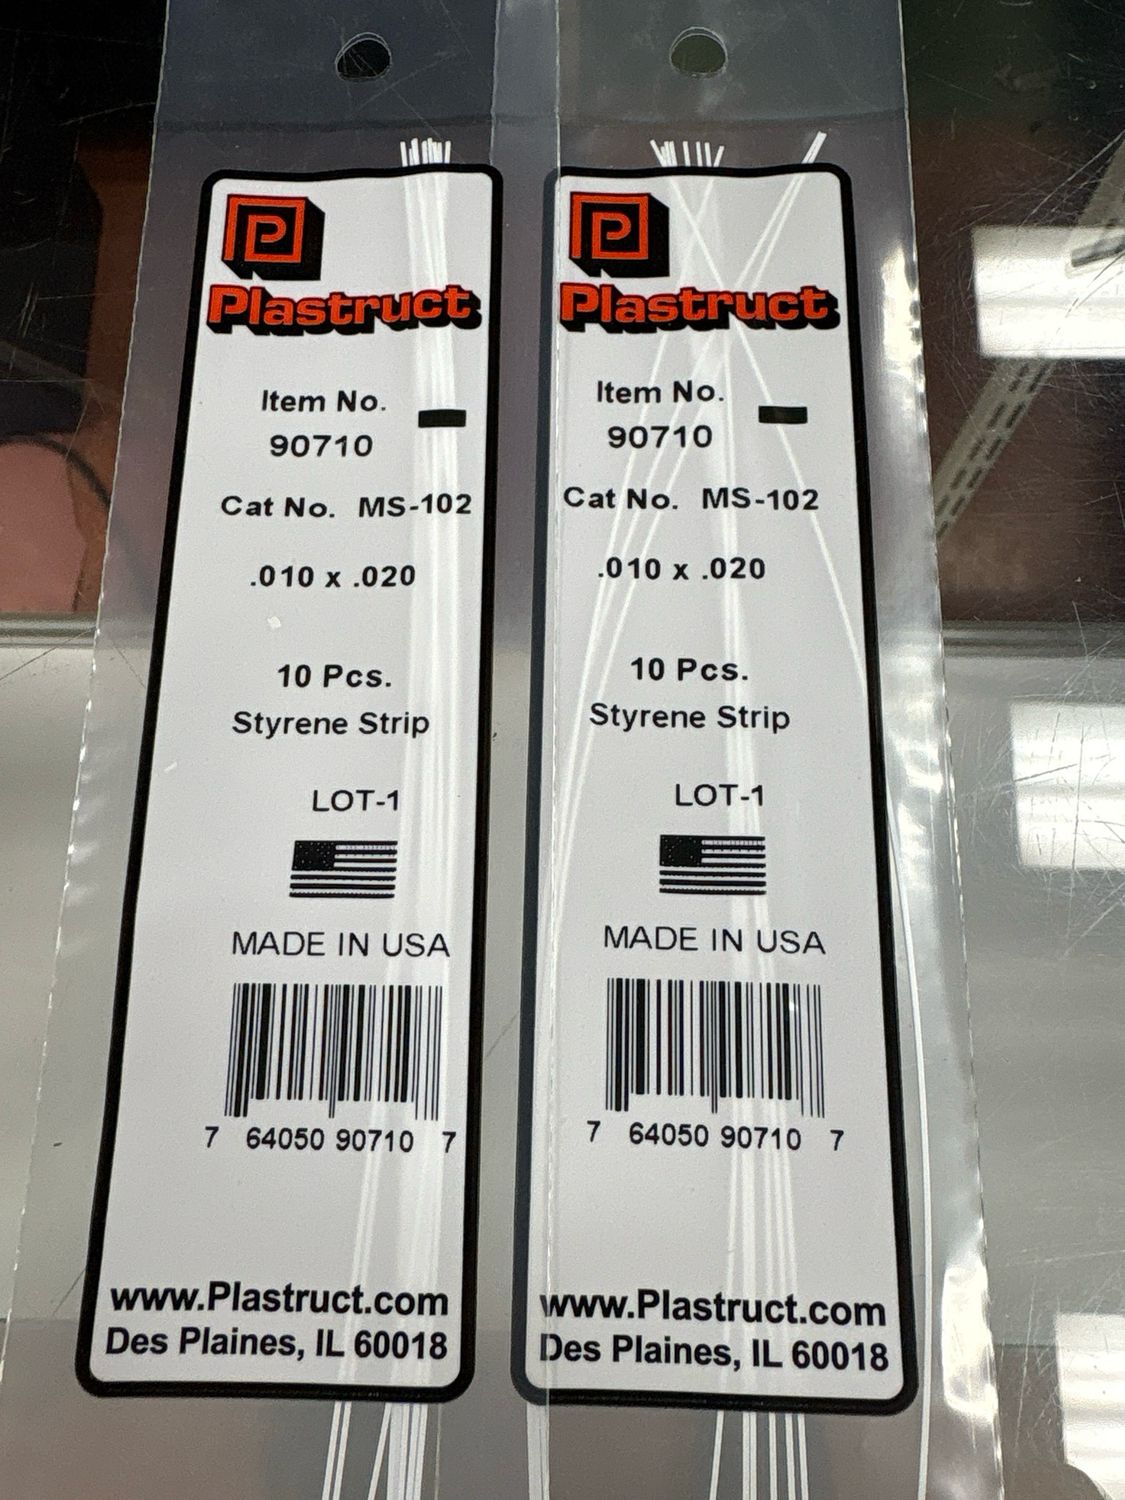 Plastruct
Item No.
90710
Cat No. MS-102
.010 x .020
10 Pcs.
Styrene Strip
LOT-1
MADE IN USA
7 64050 90710 7
www.Plastruct.com
Des Plaines, IL 60018
Plastruct
Item No.
90710
Cat No. MS-102
.010 x .020
10 Pcs.
Styrene Strip
LOT-1
MADE IN USA
7 64050 90710 7
www.Plastruct.com
Des Plaines, IL 60018